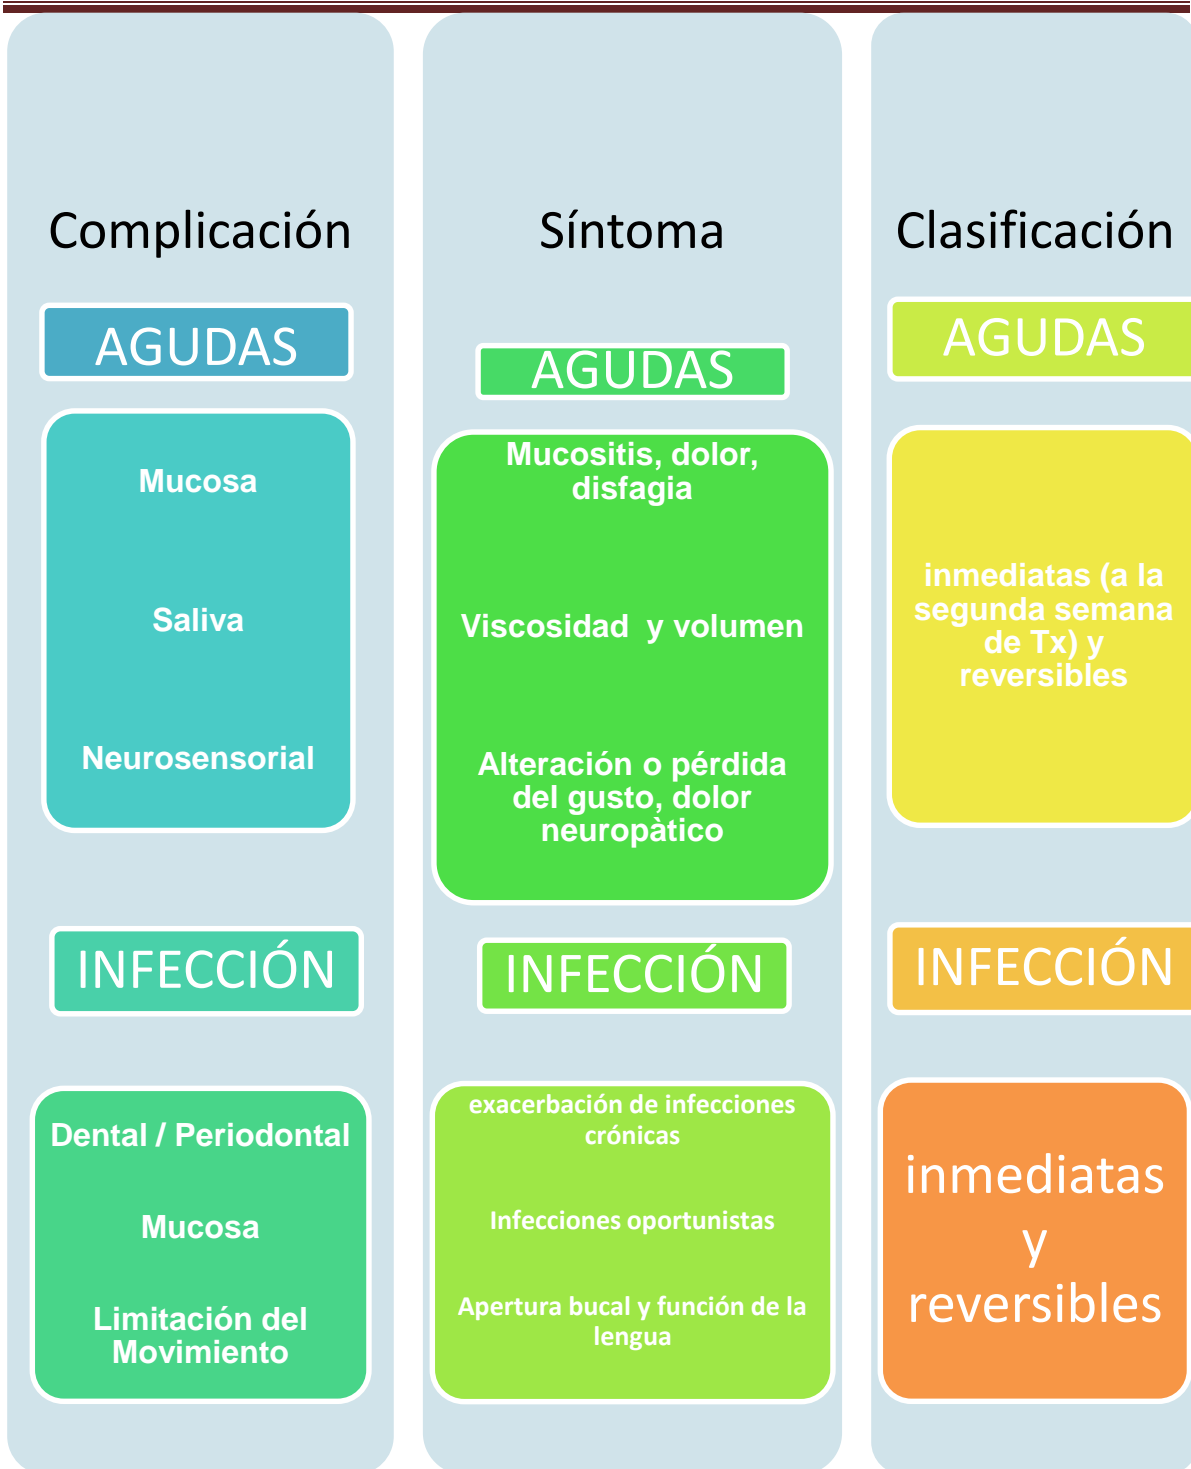 Complicación
AGUDAS
Mucosa
Saliva
Neurosensorial
INFECCIÓN
Dental / Periodontal
Mucosa
Limitación del
Movimiento
Síntoma
AGUDAS
Mucositis, dolor,
disfagia
Viscosidad y volumen
Alteración o pérdida
del gusto, dolor
neuropàtico
INFECCIÓN
exacerbación de infecciones
crónicas
Infecciones oportunistas
Apertura bucal y función de la
lengua
Clasificación
AGUDAS
inmediatas (a la
segunda semana
de Tx) y
reversibles
INFECCIÓN
inmediatas
y
reversibles